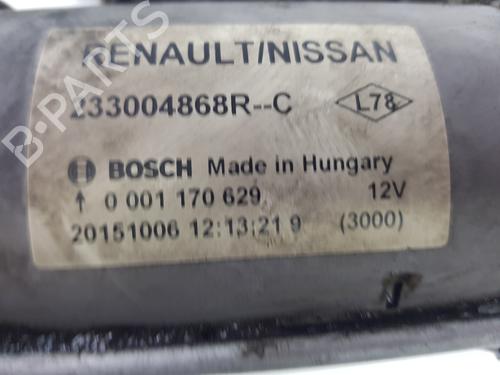 RENAULT/NISSAN
233004868R--C
L78
BOSCH Made in Hungary
↑ 0 001 170 629 12V
20151006 12:13:21 9 (3000)
B-PARTS